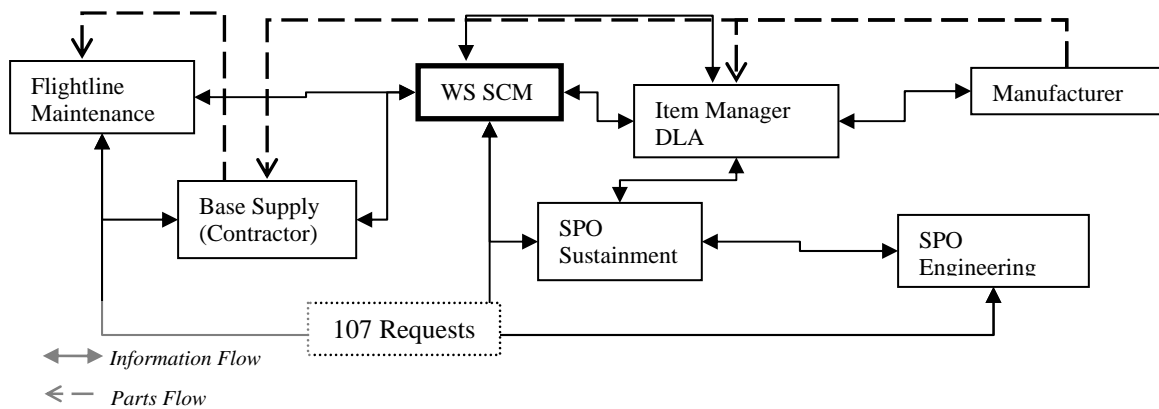 Flightline
Maintenance
WS SCM
Item Manager
DLA
Manufacturer
Base Supply
(Contractor)
SPO
Sustainment
SPO
Engineering
107 Requests
Information Flow
Parts Flow